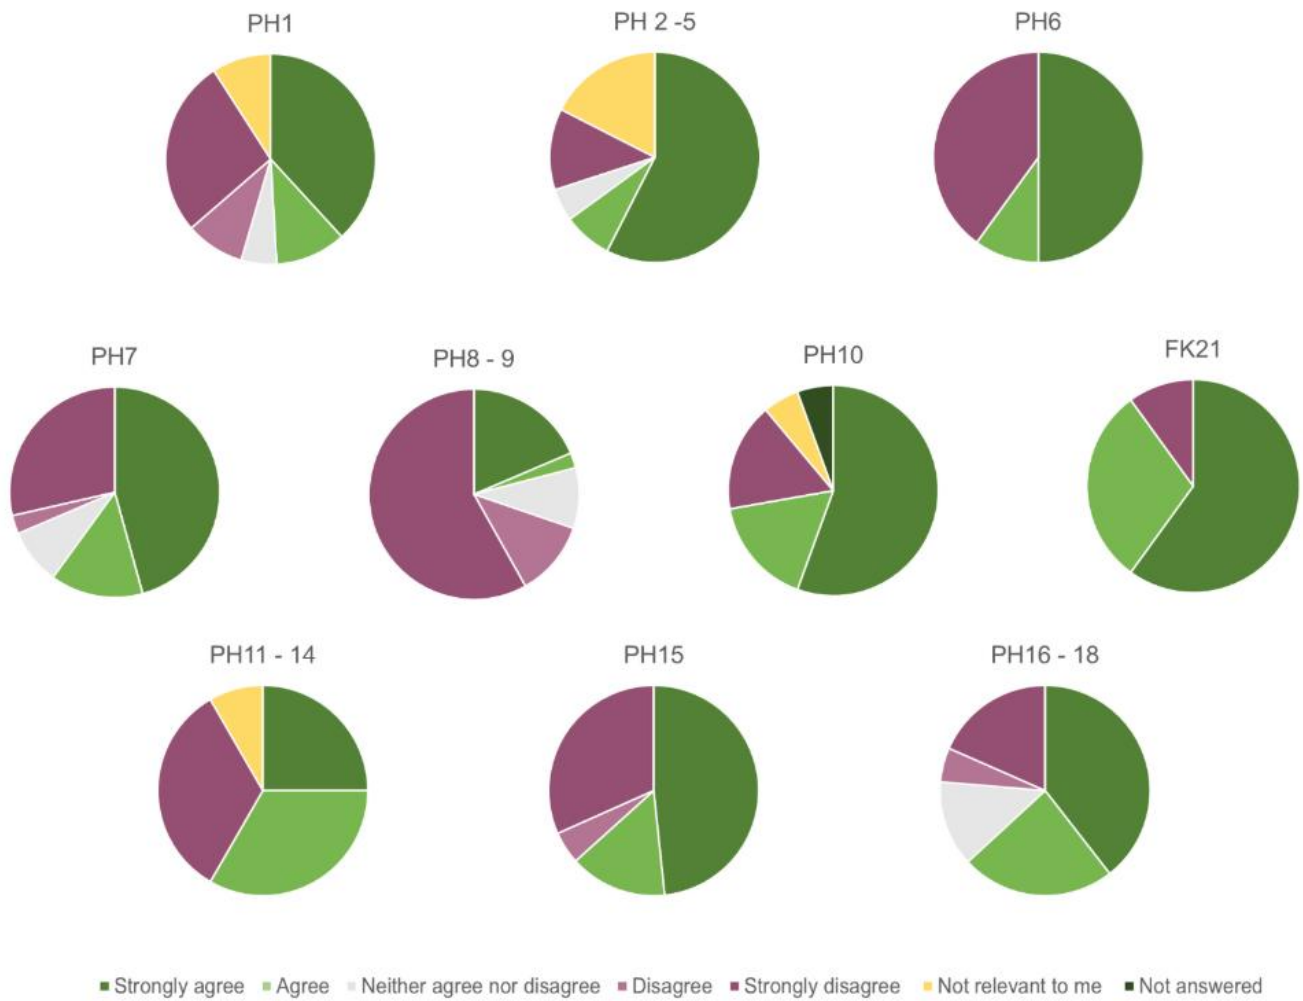 PH1 PH 2 -5 PH6
PH7 PH8 - 9 PH10 FK21
PH11 - 14 PH15 PH16 - 18
Strongly agree Agree Neither agree nor disagree Disagree Strongly disagree Not relevant to me Not answered